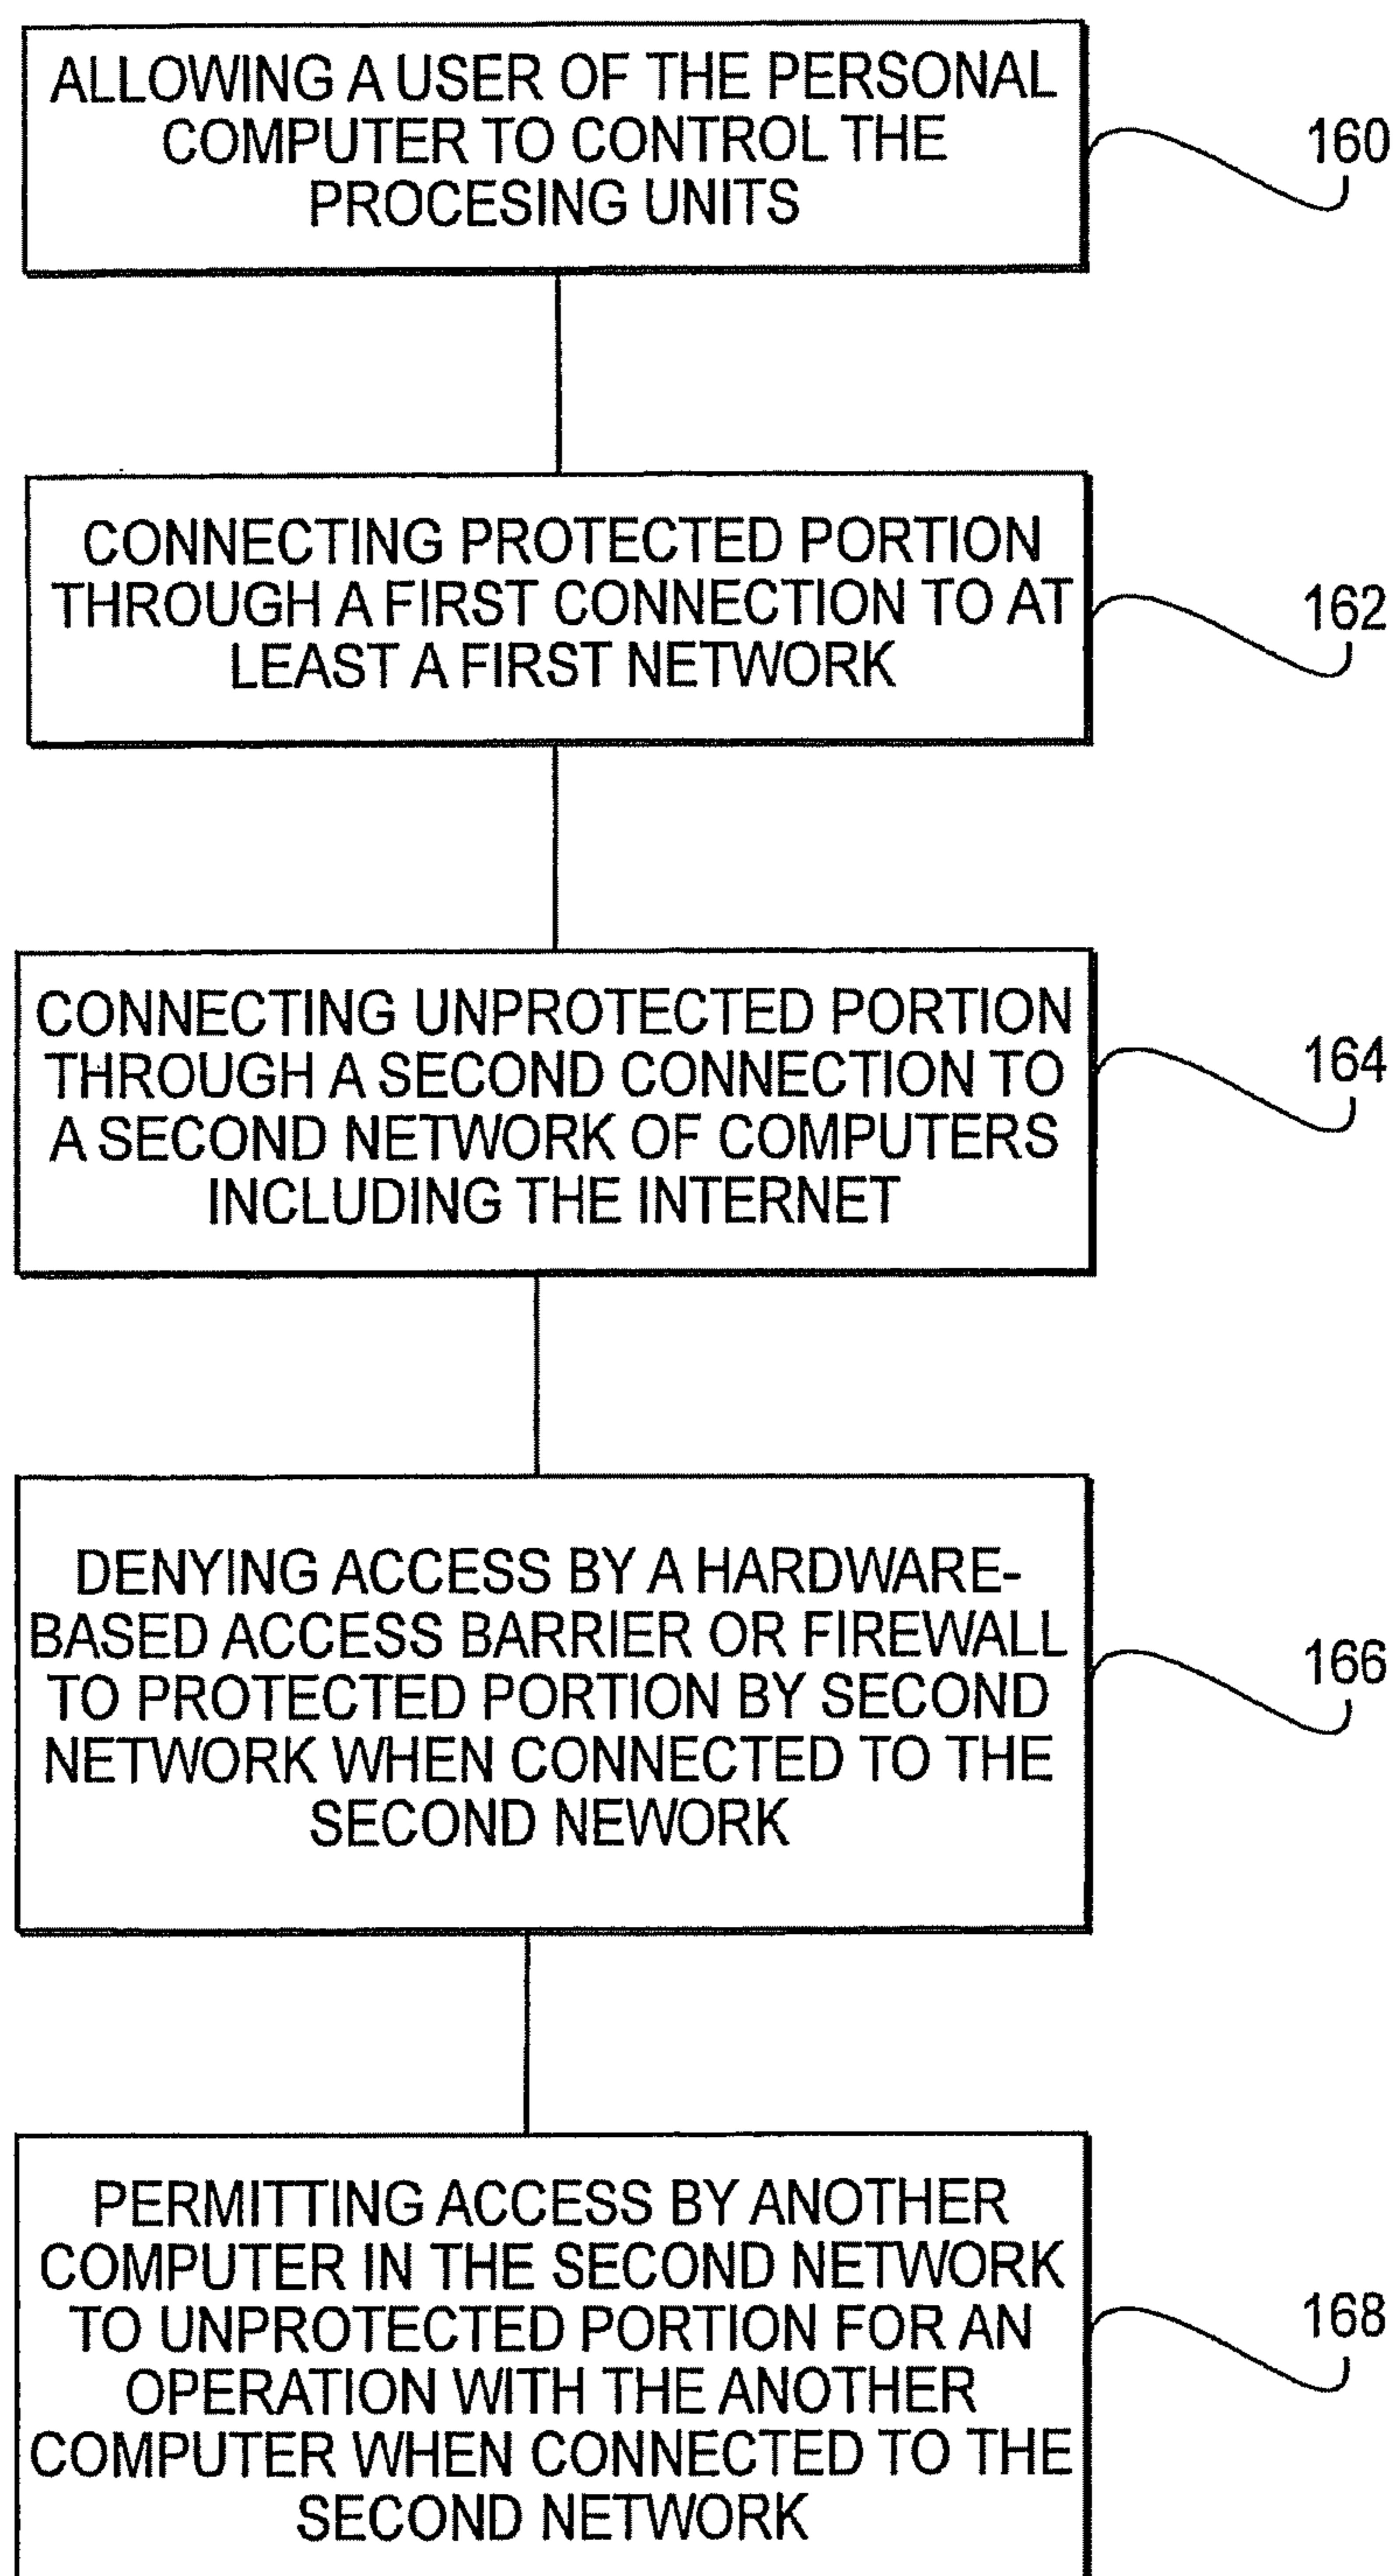 ALLOWING A USER OF THE PERSONAL
COMPUTER TO CONTROL THE
PROCESING UNITS
160
CONNECTING PROTECTED PORTION
THROUGH A FIRST CONNECTION TO AT
LEAST A FIRST NETWORK
162
CONNECTING UNPROTECTED PORTION
THROUGH A SECOND CONNECTION TO
A SECOND NETWORK OF COMPUTERS
INCLUDING THE INTERNET
164
DENYING ACCESS BY A HARDWARE-
BASED ACCESS BARRIER OR FIREWALL
TO PROTECTED PORTION BY SECOND
NETWORK WHEN CONNECTED TO THE
SECOND NEWORK
166
PERMITTING ACCESS BY ANOTHER
COMPUTER IN THE SECOND NETWORK
TO UNPROTECTED PORTION FOR AN
OPERATION WITH THE ANOTHER
COMPUTER WHEN CONNECTED TO THE
SECOND NETWORK
168